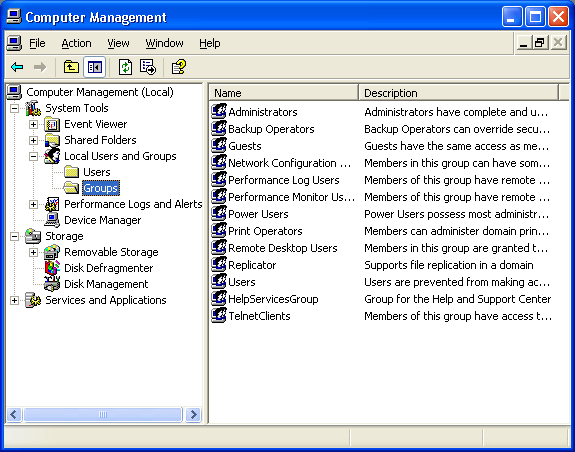 Computer Management
File Action View Window Help
Computer Management (Local)
System Tools
Event Viewer
Shared Folders
Local Users and Groups
Users
Groups
Performance Logs and Alerts
Device Manager
Storage
Removable Storage
Disk Defragmenter
Disk Management
Services and Applications
Name Description
Administrators Administrators have complete and u...
Backup Operators Backup Operators can override secu...
Guests Guests have the same access as me...
Network Configuration ... Members in this group can have som...
Performance Log Users Members of this group have remote ...
Performance Monitor Us... Members of this group have remote ...
Power Users Power Users possess most administr...
Print Operators Members can administer domain prin...
Remote Desktop Users Members in this group are granted t...
Replicator Supports file replication in a domain
Users Users are prevented from making ac...
HelpServicesGroup Group for the Help and Support Center
TelnetClients Members of this group have access t...